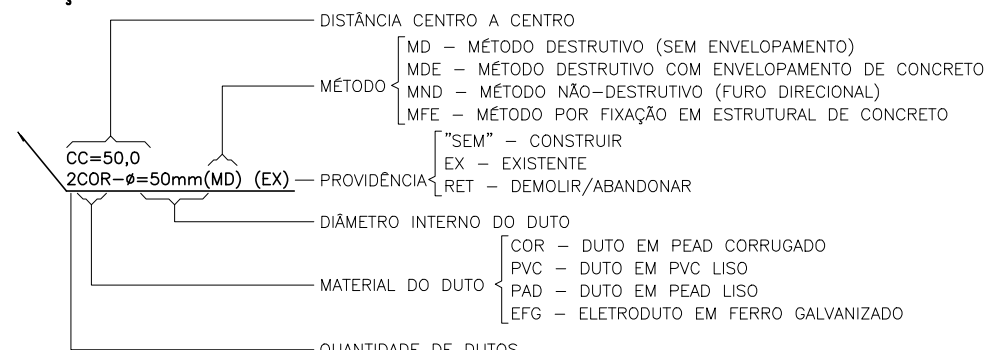 DISTÂNCIA CENTRO A CENTRO
MD – MÉTODO DESTRUTIVO (SEM ENVELOPAMENTO)
MDE – MÉTODO DESTRUTIVO COM ENVELOPAMENTO DE CONCRETO
MÉTODO
MND – MÉTODO NÃO–DESTRUTIVO (FURO DIRECIONAL)
MFE – MÉTODO POR FIXAÇÃO EM ESTRUTURAL DE CONCRETO
"SEM" – CONSTRUIR
CC=50,0
EX – EXISTENTE
2COR–ø=50mm(MD) (EX)
PROVIDÊNCIA
RET – DEMOLIR/ABANDONAR
DIÂMETRO INTERNO DO DUTO
COR – DUTO EM PEAD CORRUGADO
PVC – DUTO EM PVC LISO
MATERIAL DO DUTO
PAD – DUTO EM PEAD LISO
EFG – ELETRODUTO EM FERRO GALVANIZADO
QUANTIDADE DE DUTOS